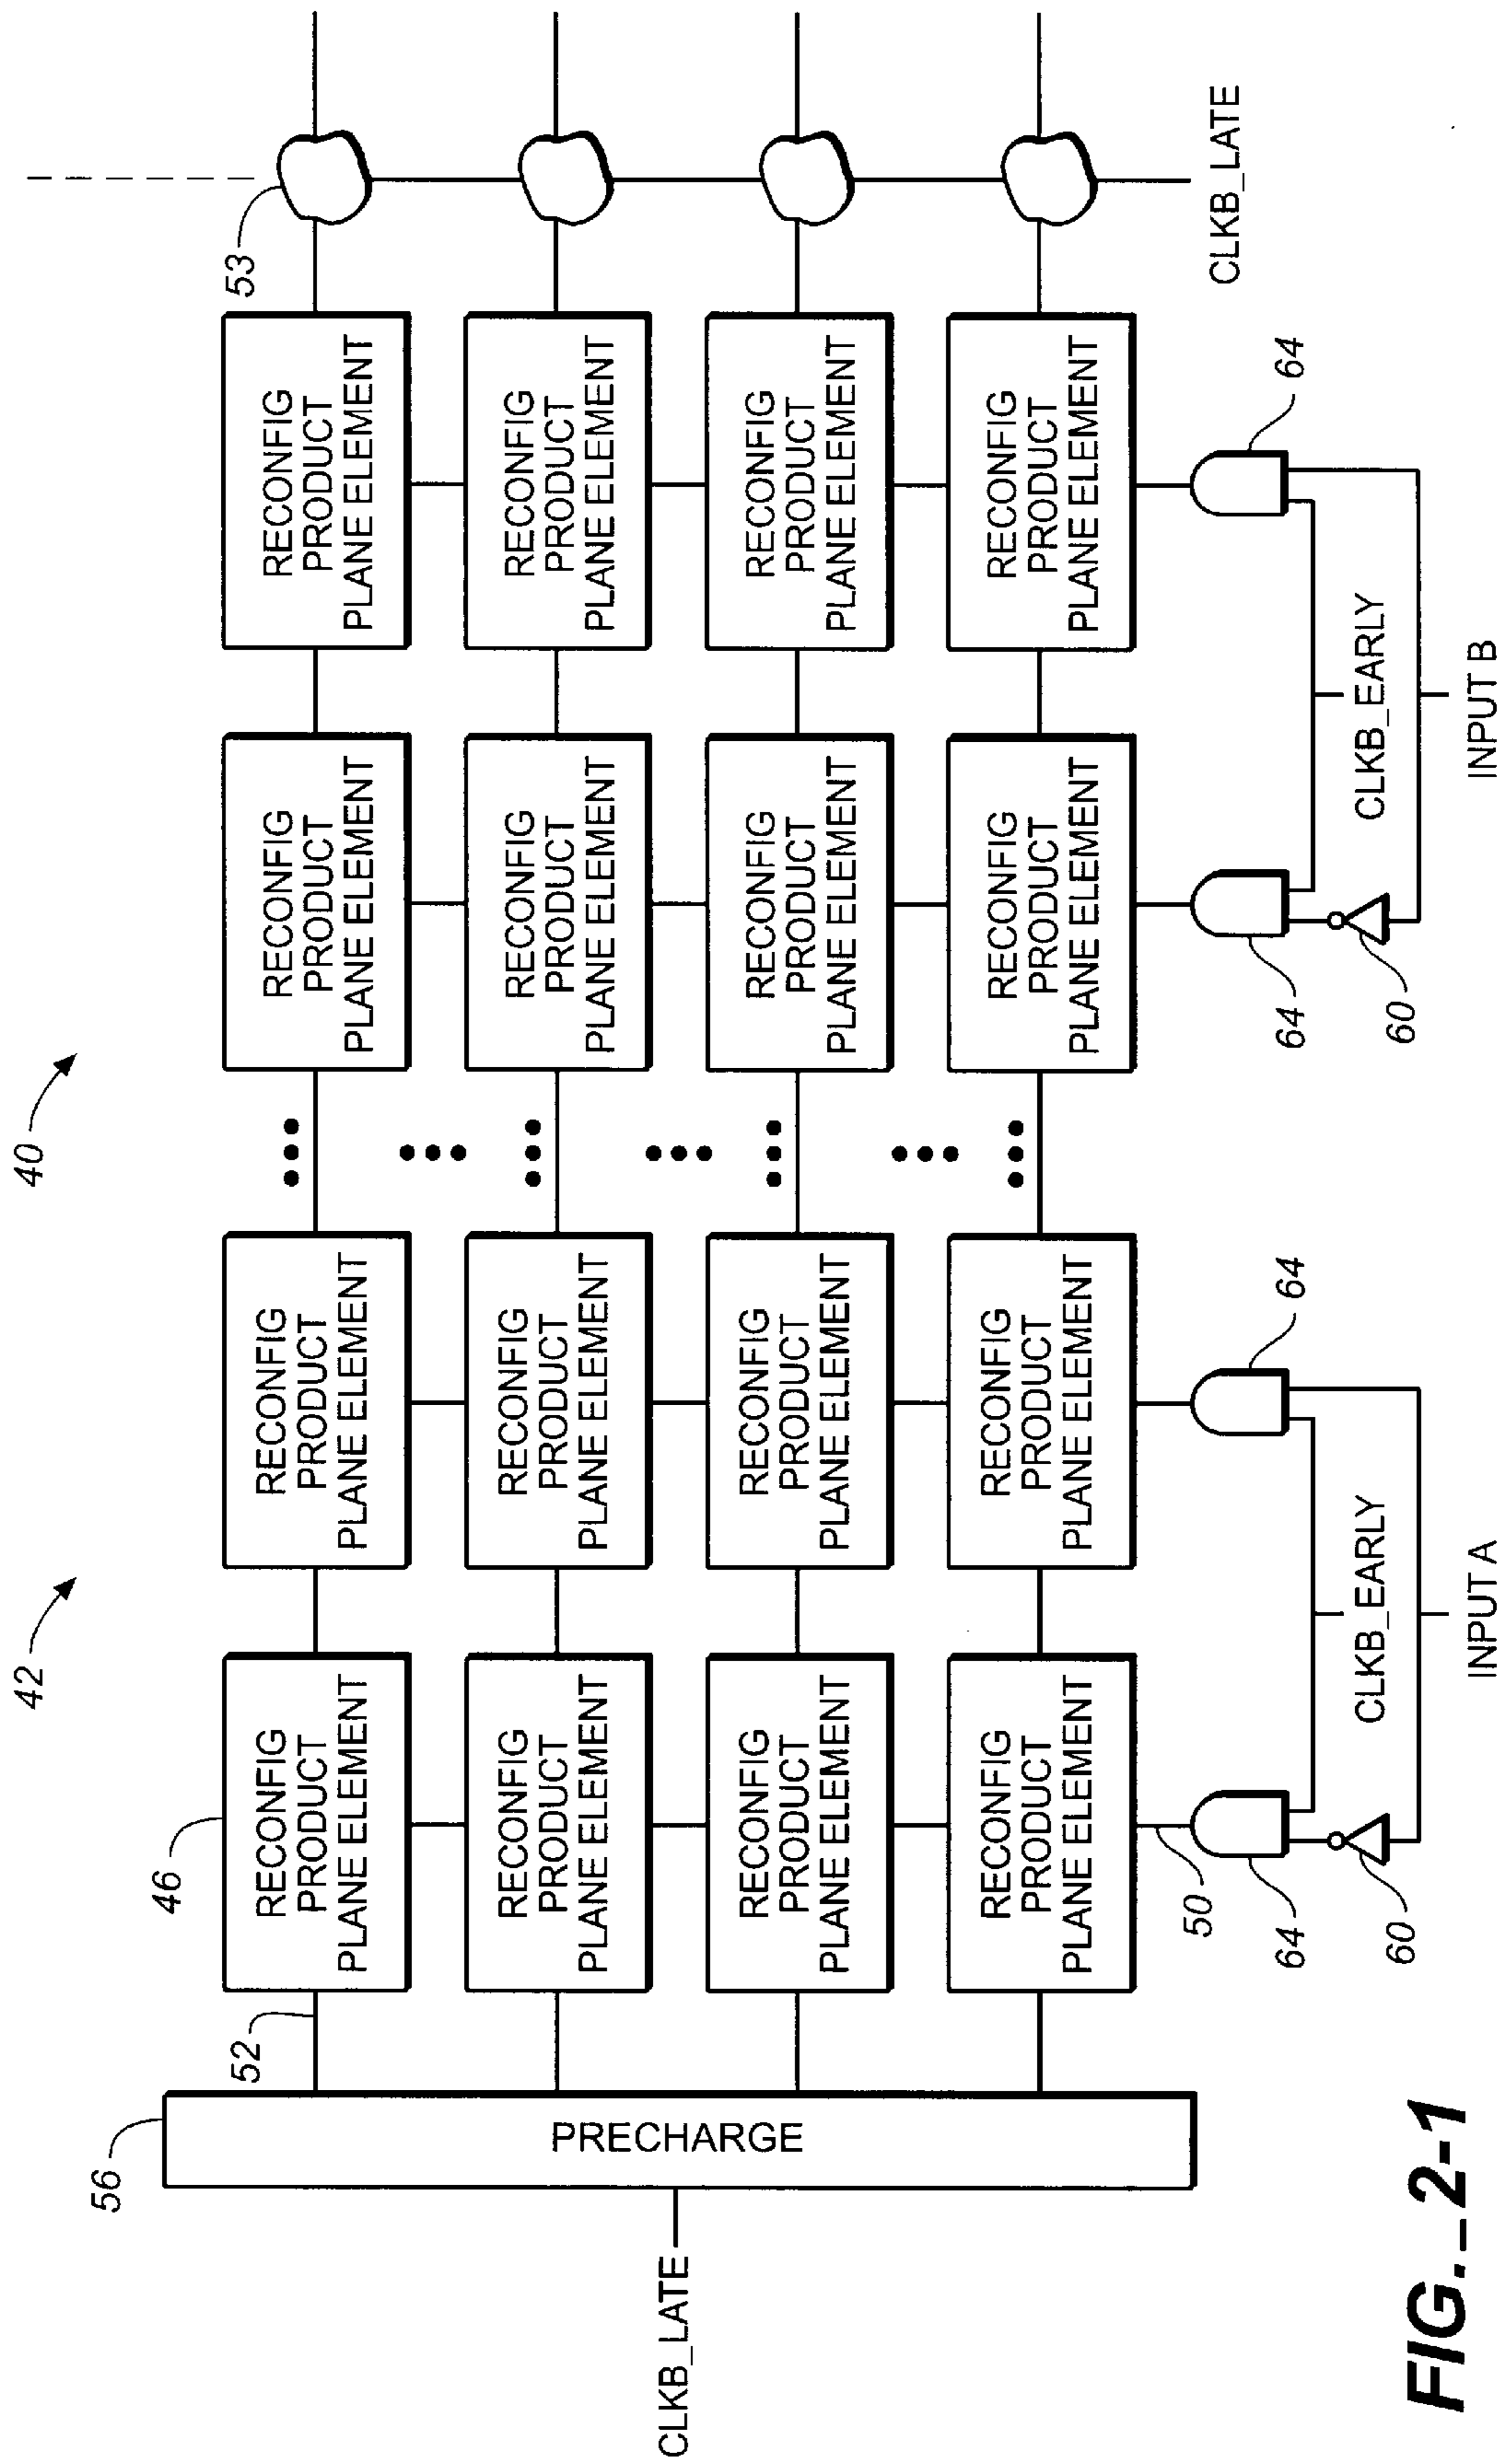 40
42
53
46
52
56
RECONFIG
PRODUCT
PLANE ELEMENT
RECONFIG
PRODUCT
PLANE ELEMENT
RECONFIG
PRODUCT
PLANE ELEMENT
RECONFIG
PRODUCT
PLANE ELEMENT
RECONFIG
PRODUCT
PLANE ELEMENT
RECONFIG
PRODUCT
PLANE ELEMENT
RECONFIG
PRODUCT
PLANE ELEMENT
RECONFIG
PRODUCT
PLANE ELEMENT
RECONFIG
PRODUCT
PLANE ELEMENT
RECONFIG
PRODUCT
PLANE ELEMENT
RECONFIG
PRODUCT
PLANE ELEMENT
RECONFIG
PRODUCT
PLANE ELEMENT
RECONFIG
PRODUCT
PLANE ELEMENT
RECONFIG
PRODUCT
PLANE ELEMENT
RECONFIG
PRODUCT
PLANE ELEMENT
RECONFIG
PRODUCT
PLANE ELEMENT
PRECHARGE
CLKB_LATE
CLKB_LATE
50
64
64
64
64
60
60
CLKB_EARLY
CLKB_EARLY
INPUT A
INPUT B
FIG._2-1